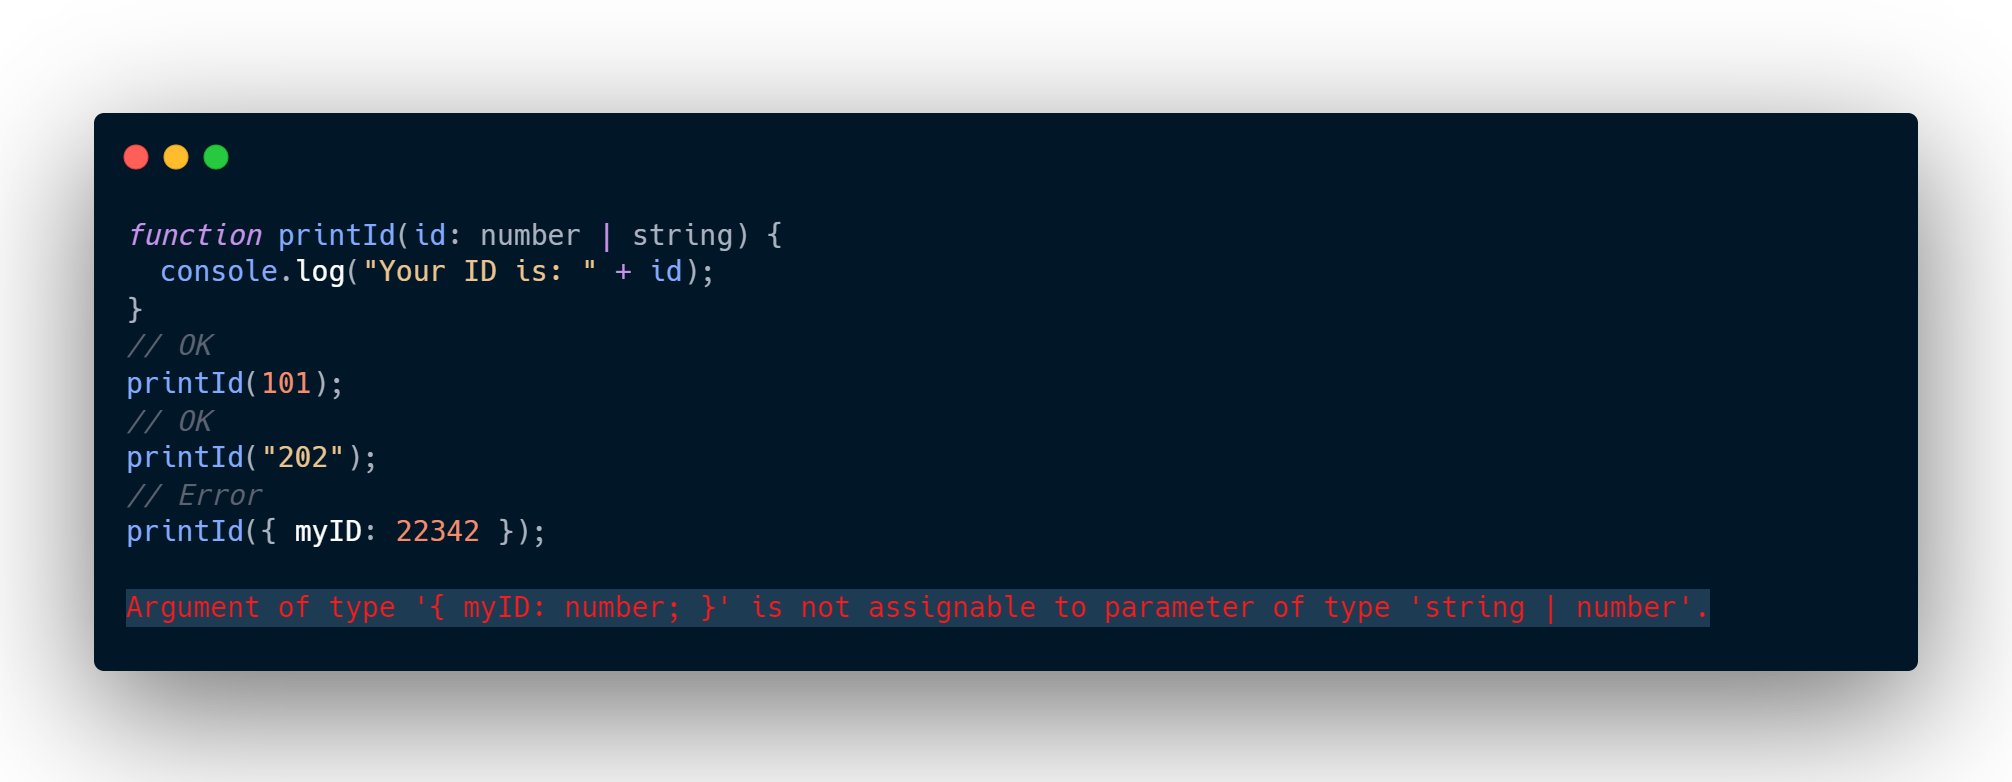 function printId(id: number | string) {
  console.log("Your ID is: " + id);
}
// OK
printId(101);
// OK
printId("202");
// Error
printId({ myID: 22342 });
Argument of type '{ myID: number; }' is not assignable to parameter of type 'string | number'.